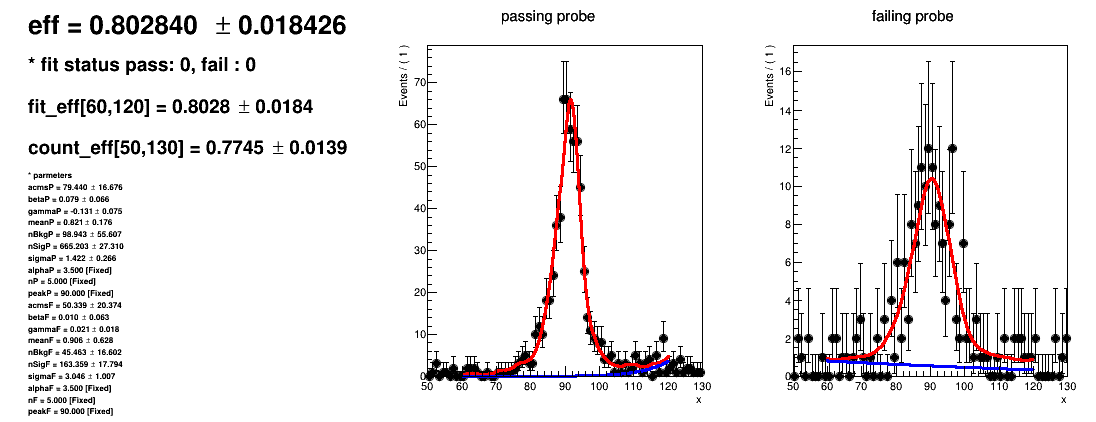 eff = 0.802840 ± 0.018426
* fit status pass: 0, fail : 0
fit_eff[60,120] = 0.8028 ± 0.0184
count_eff[50,130] = 0.7745 ± 0.0139
* parmeters
acmsP = 79.440 ± 16.676
betaP = 0.079 ± 0.066
gammaP = -0.131 ± 0.075
meanP = 0.821 ± 0.176
nBkgP = 98.943 ± 55.607
nSigP = 665.203 ± 27.310
sigmaP = 1.422 ± 0.266
alphaP = 3.500 [Fixed]
nP = 5.000 [Fixed]
peakP = 90.000 [Fixed]
acmsF = 50.339 ± 20.374
betaF = 0.010 ± 0.063
gammaF = 0.021 ± 0.018
meanF = 0.906 ± 0.628
nBkgF = 45.463 ± 16.602
nSigF = 163.359 ± 17.794
sigmaF = 3.046 ± 1.007
alphaF = 3.500 [Fixed]
nF = 5.000 [Fixed]
peakF = 90.000 [Fixed]
passing probe
Events / ( 1 )
70
60
50
40
30
20
10
0
50 60 70 80 90 100 110 120 130
x
failing probe
Events / ( 1 )
16
14
12
10
8
6
4
2
0
50 60 70 80 90 100 110 120 130
x